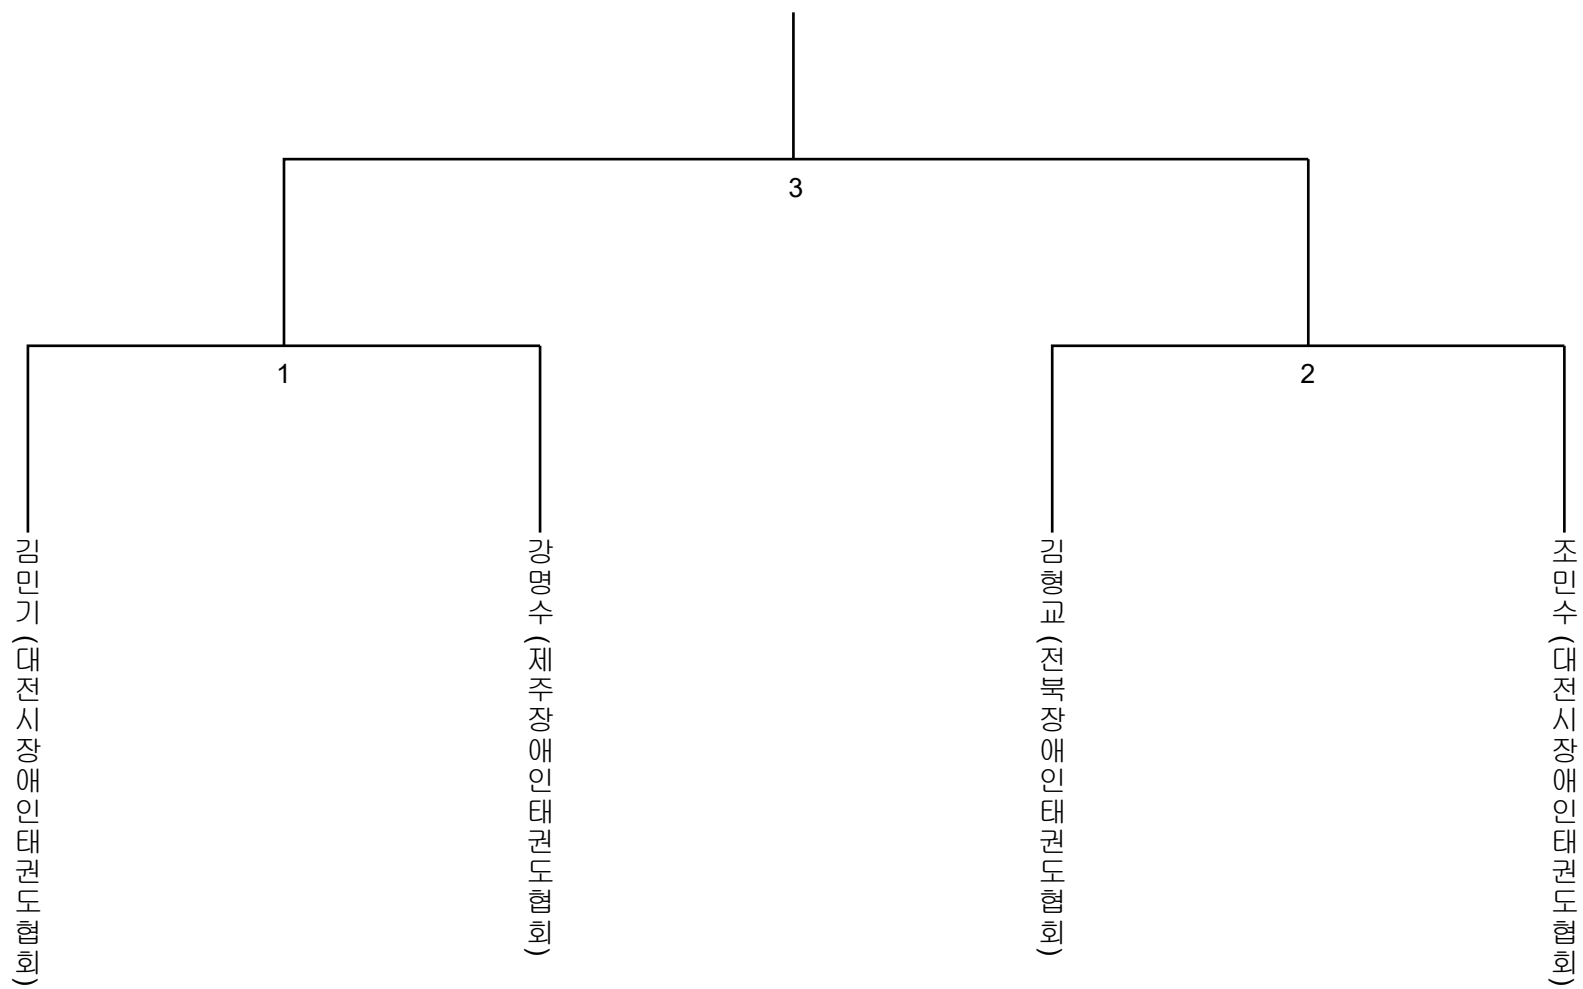 3
1
2
김민기 (대전시장애인태권도협회)
강명수 (제주장애인태권도협회)
김형교 (전북장애인태권도협회)
조민수 (대전시장애인태권도협회)